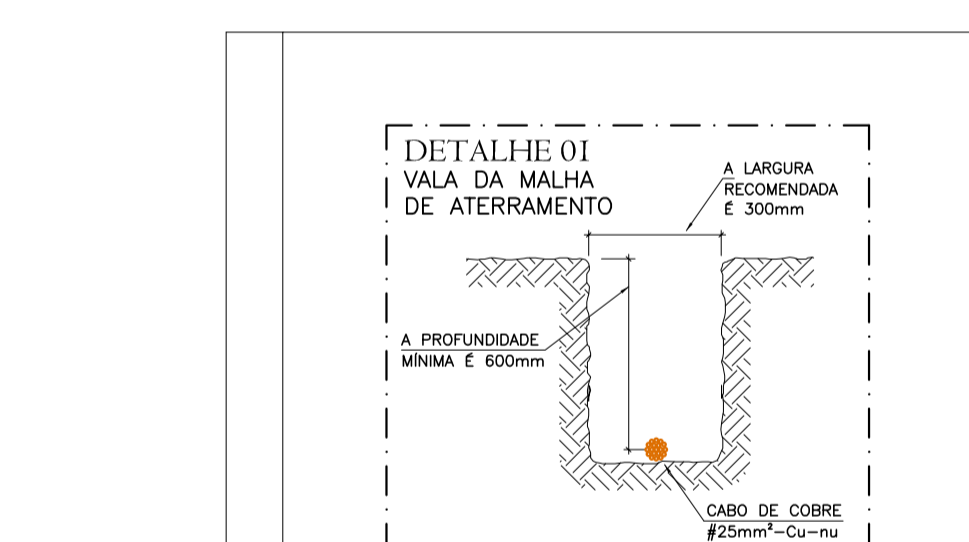 DETALHE 01
VALA DA MALHA
DE ATERRAMENTO
A LARGURA
RECOMENDADA
É 300mm
A PROFUNDIDADE
MÍNIMA É 600mm
CABO DE COBRE
#25mm²-Cu-nu